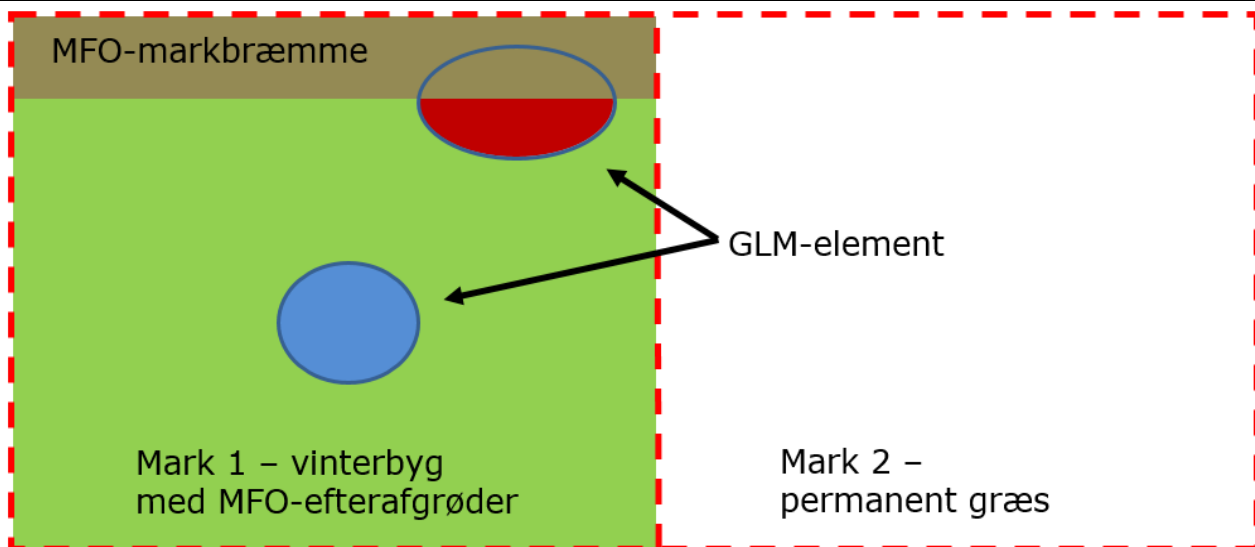 MFO-markbræmme
GLM-element
Mark 1 – vinterbyg
med MFO-efterafgrøder
Mark 2 –
permanent græs